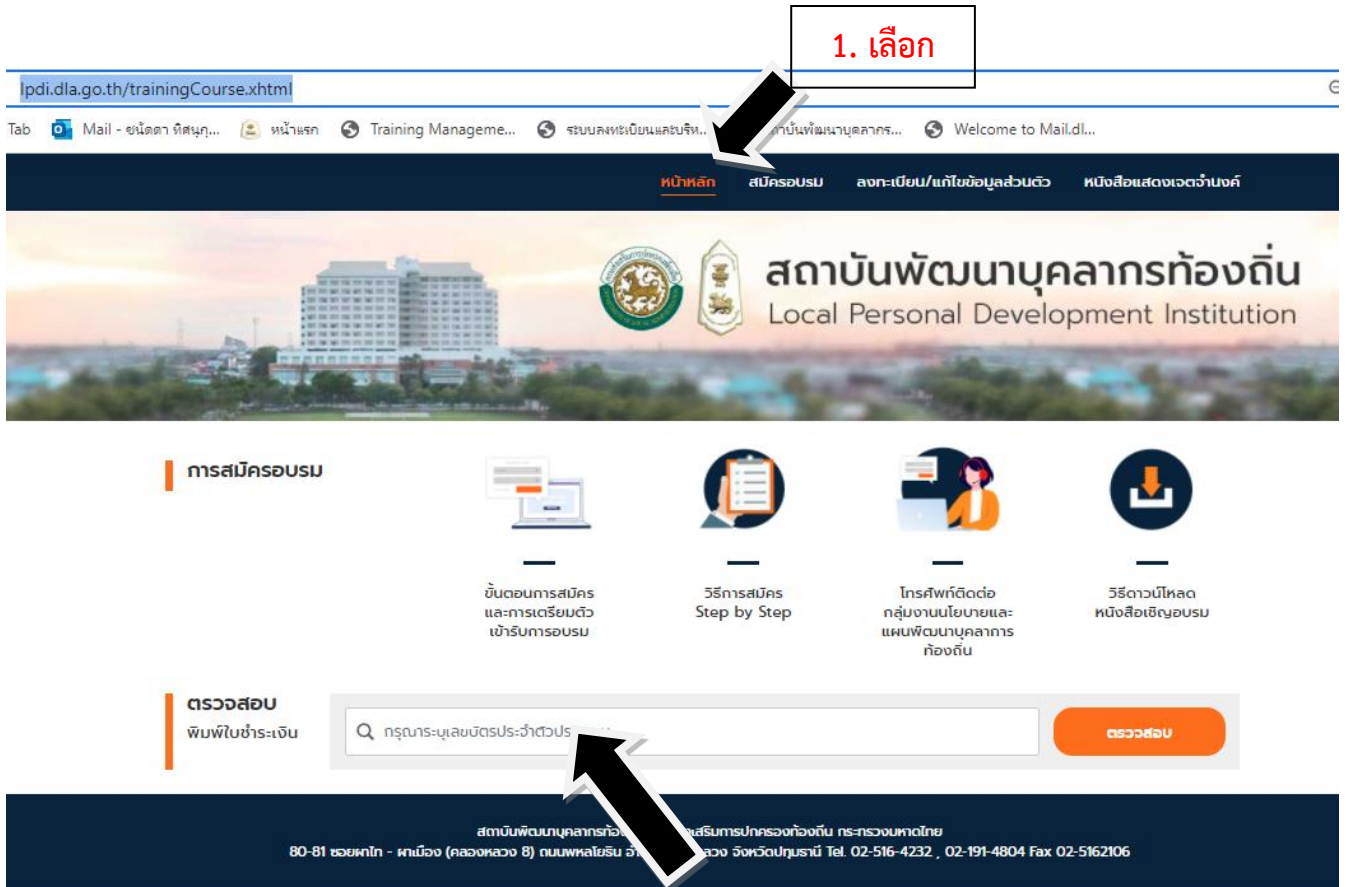 1. เลือก
lpdi.dla.go.th/trainingCourse.xhtml
Tab Mail - ชนัดดา ทิศนุกุ... หน้าแรก Training Manageme... ระบบลงทะเบียนและบริห... Welcome to Mail.dl...
หน้าหลัก สมัครอบรม ลงทะเบียน/แก้ไขข้อมูลส่วนตัว หนังสือแสดงเจตจำนงค์
สถาบันพัฒนาบุคลากรท้องถิ่น
Local Personal Development Institution
การสมัครอบรม
ขั้นตอนการสมัคร
และการเตรียมตัว
เข้ารับการอบรม
วิธีการสมัคร
Step by Step
โทรศัพท์ติดต่อ
กลุ่มงานนโยบายและ
แผนพัฒนาบุคลาการ
ท้องถิ่น
วิธีดาวน์โหลด
หนังสือเชิญอบรม
ตรวจสอบ
พิมพ์ใบชำระเงิน
กรุณาระบุเลขบัตรประจำตัวประ
ตรวจสอบ
สถาบันพัฒนาบุคลากรท้อง เสริมการปกครองท้องถิ่น กระทรวงมหาดไทย
80-81 ซอยผาไท - ผาเมือง (คลองหลวง 8) ถนนพหลโยธิน ลวง จังหวัดปทุมธานี Tel. 02-516-4232 , 02-191-4804 Fax 02-5162106